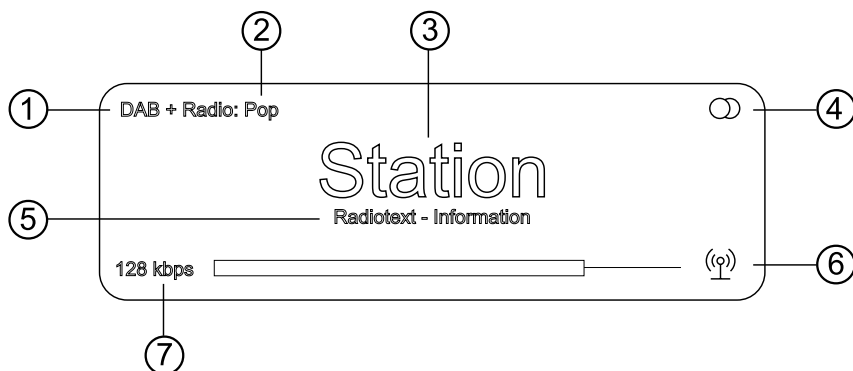 2
3
1
DAB + Radio: Pop
4
Station
5
Radiotext - Information
128 kbps
6
7